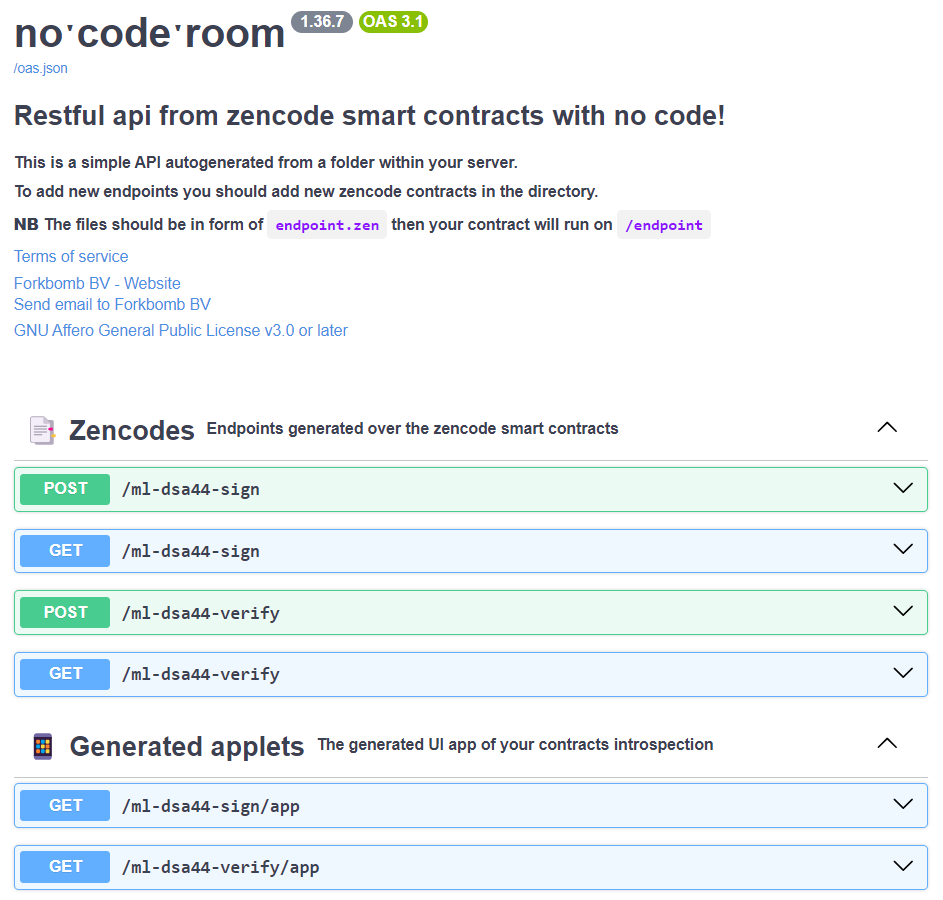 no˙code˙room 1.36.7 OAS 3.1
/oas.json
Restful api from zencode smart contracts with no code!
This is a simple API autogenerated from a folder within your server.
To add new endpoints you should add new zencode contracts in the directory.
NB The files should be in form of endpoint.zen then your contract will run on /endpoint
Terms of service
Forkbomb BV - Website
Send email to Forkbomb BV
GNU Affero General Public License v3.0 or later
Zencodes Endpoints generated over the zencode smart contracts
POST /ml-dsa44-sign
GET /ml-dsa44-sign
POST /ml-dsa44-verify
GET /ml-dsa44-verify
Generated applets The generated UI app of your contracts introspection
GET /ml-dsa44-sign/app
GET /ml-dsa44-verify/app